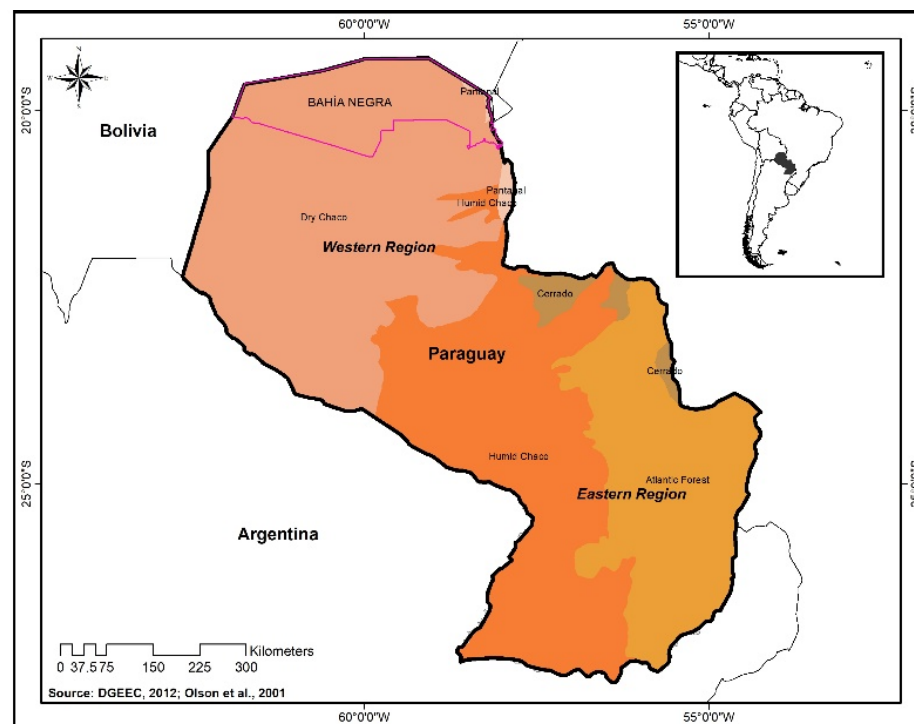 60°0'0"W
55°0'0"W
N
W
E
S
Pantanal
BAHÍA NEGRA
20°0'0"S
Bolivia
Pantanal
Humid Chaco
Dry Chaco
Western Region
Cerrado
Paraguay
Cerrado
Humid Chaco
Atlantic Forest
25°0'0"S
Eastern Region
Argentina
Kilometers
0 37.575 150 225 300
Source: DGEEC, 2012; Olson et al., 2001
60°0'0"W
55°0'0"W